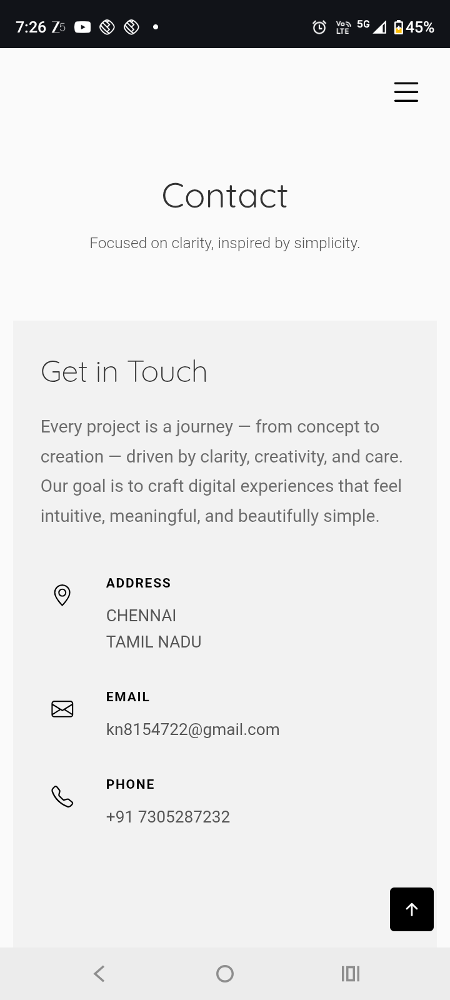 7:26 Z5 Vo LTE 5G 45%
Contact
Focused on clarity, inspired by simplicity.
Get in Touch
Every project is a journey — from concept to
creation — driven by clarity, creativity, and care.
Our goal is to craft digital experiences that feel
intuitive, meaningful, and beautifully simple.
ADDRESS
CHENNAI
TAMIL NADU
EMAIL
kn8154722@gmail.com
PHONE
+91 7305287232